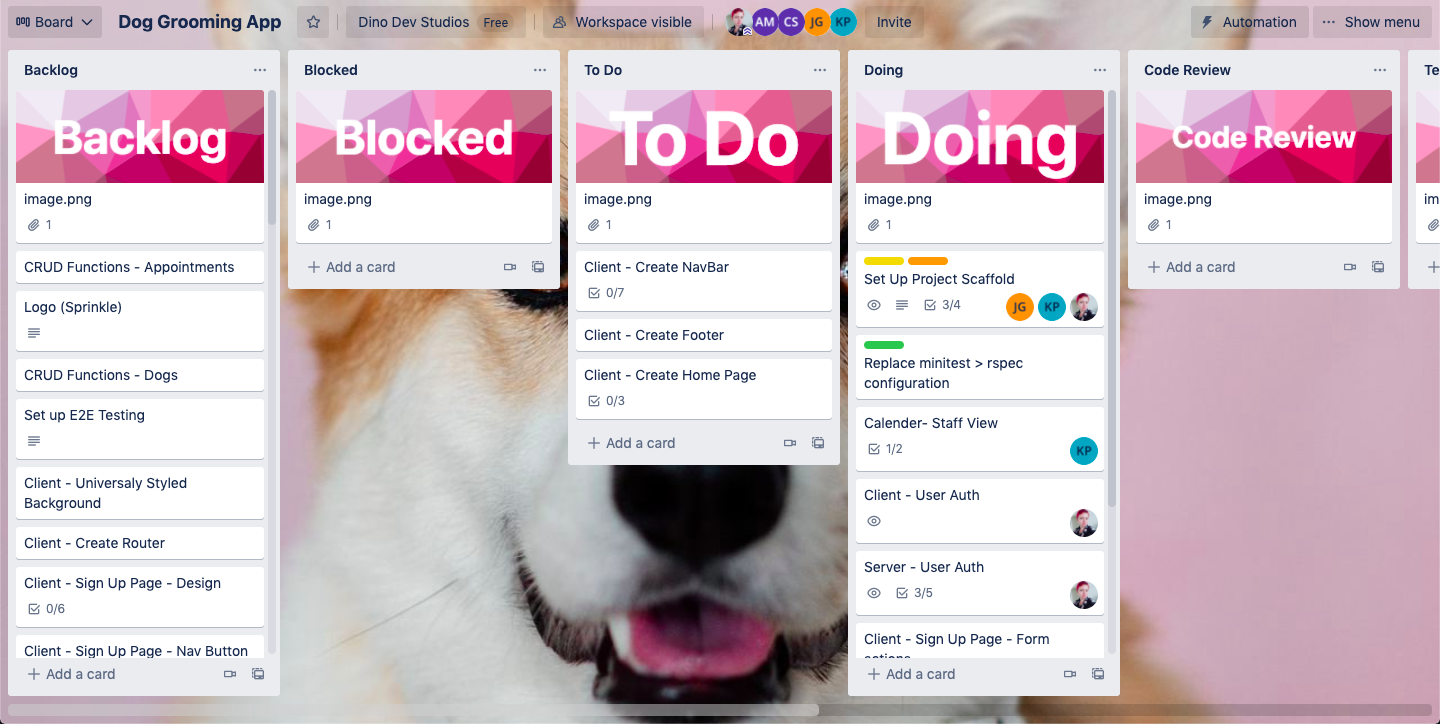 Board
Dog Grooming App
Dino Dev Studios Free
Workspace visible
AM CS JG KP
Invite
Automation
Show menu
Backlog
Backlog
image.png
1
CRUD Functions - Appointments
Logo (Sprinkle)
CRUD Functions - Dogs
Set up E2E Testing
Client - Universaly Styled
Background
Client - Create Router
Client - Sign Up Page - Design
0/6
Client - Sign Up Page - Nav Button
Add a card
Blocked
Blocked
image.png
1
Add a card
To Do
To Do
image.png
1
Client - Create NavBar
0/7
Client - Create Footer
Client - Create Home Page
0/3
Add a card
Doing
Doing
image.png
1
Set Up Project Scaffold
3/4
JG KP
Replace minitest > rspec
configuration
Calender- Staff View
1/2
KP
Client - User Auth
Server - User Auth
3/5
Client - Sign Up Page - Form
actions
Add a card
Code Review
Code Review
image.png
1
Add a card
Te
im